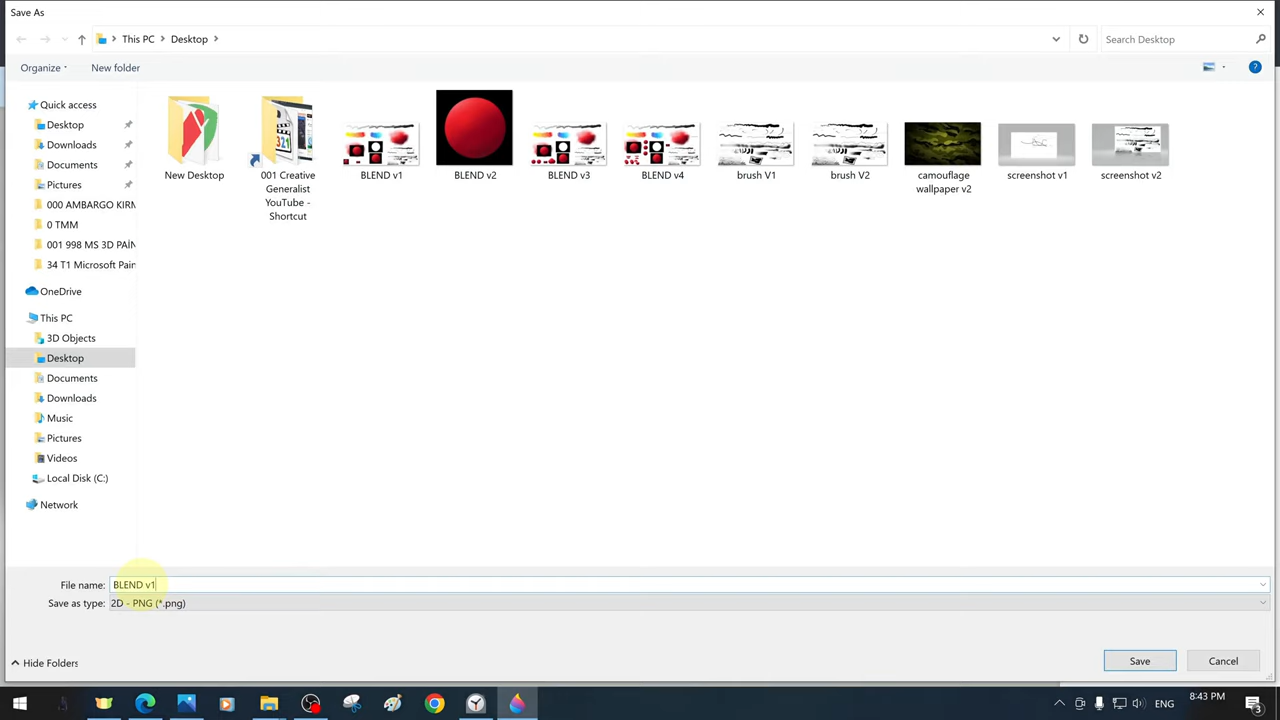 Save As
This PC
Desktop
Search Desktop
Organize
New folder
Quick access
Desktop
Downloads
Documents
Pictures
000 AMBARGO KIRM
0 TMM
001 998 MS 3D PAİN
34 T1 Microsoft Pain
OneDrive
This PC
3D Objects
Desktop
Documents
Downloads
Music
Pictures
Videos
Local Disk (C:)
Network
New Desktop
001 Creative
Generalist
YouTube -
Shortcut
BLEND v1
BLEND v2
BLEND v3
BLEND v4
brush V1
brush V2
camouflage
wallpaper v2
screenshot v1
screenshot v2
File name:
BLEND v1
Save as type:
2D - PNG (*.png)
Hide Folders
Save
Cancel
ENG
8:43 PM
3